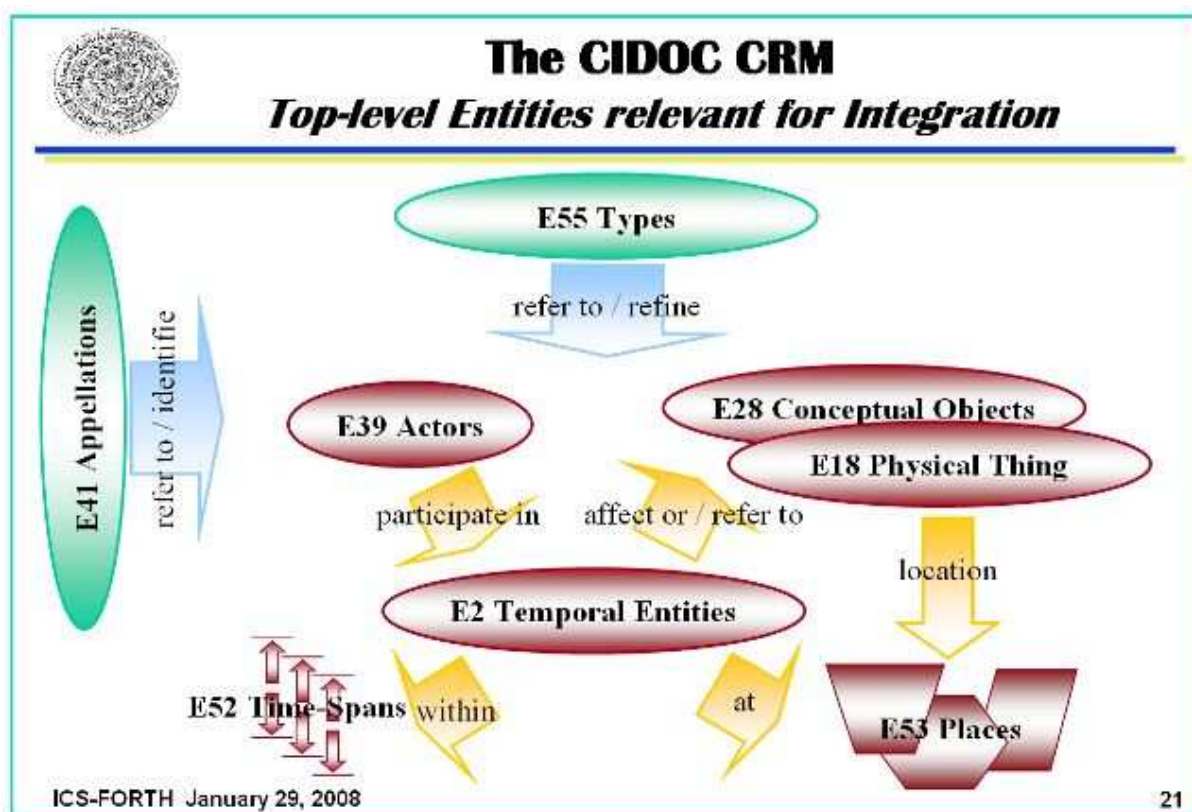 The CIDOC CRM
Top-level Entities relevant for Integration
E55 Types
refer to / refine
E41 Appellations
refer to / identifie
E39 Actors
E28 Conceptual Objects
E18 Physical Thing
participate in
affect or / refer to
location
E2 Temporal Entities
E52 Time-Spans
within
at
E53 Places
ICS-FORTH January 29, 2008
21